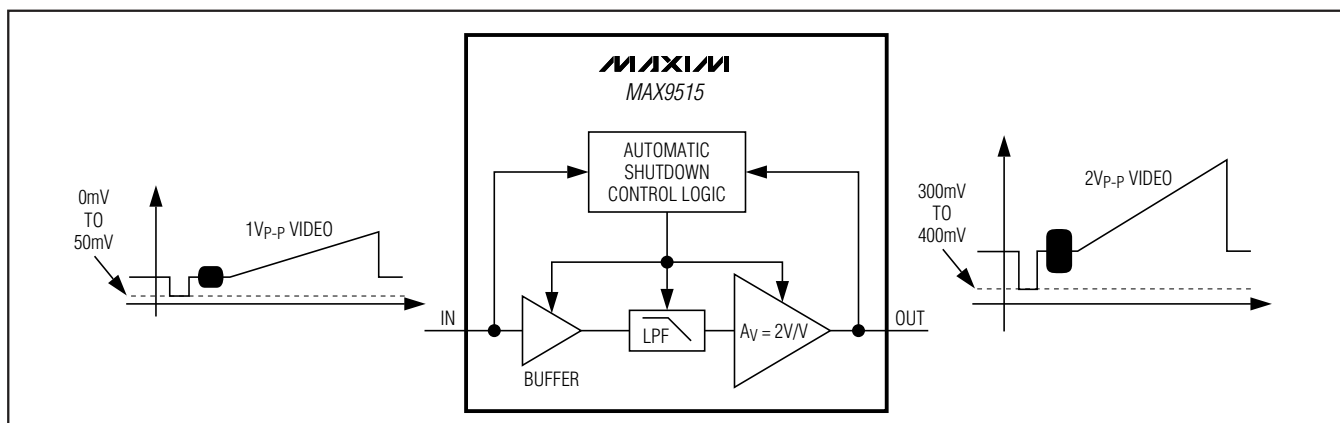 MAXIM
MAX9515
AUTOMATIC
SHUTDOWN
CONTROL LOGIC
0mV
TO
50mV
1VP-P VIDEO
IN
BUFFER
LPF
AV = 2V/V
OUT
300mV
TO
400mV
2VP-P VIDEO